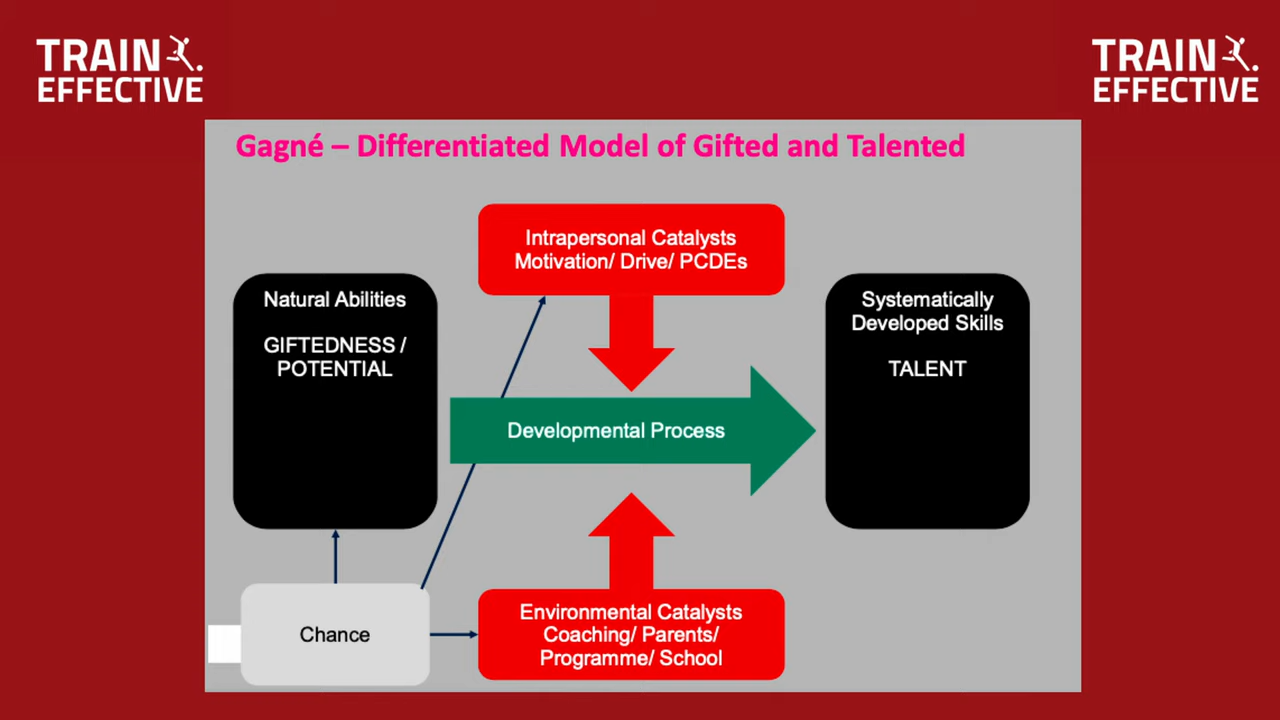 TRAIN
EFFECTIVE
TRAIN
EFFECTIVE
Gagné – Differentiated Model of Gifted and Talented
Intrapersonal Catalysts
Motivation/ Drive/ PCDEs
Natural Abilities
GIFTEDNESS /
POTENTIAL
Systematically
Developed Skills
TALENT
Developmental Process
Chance
Environmental Catalysts
Coaching/ Parents/
Programme/ School